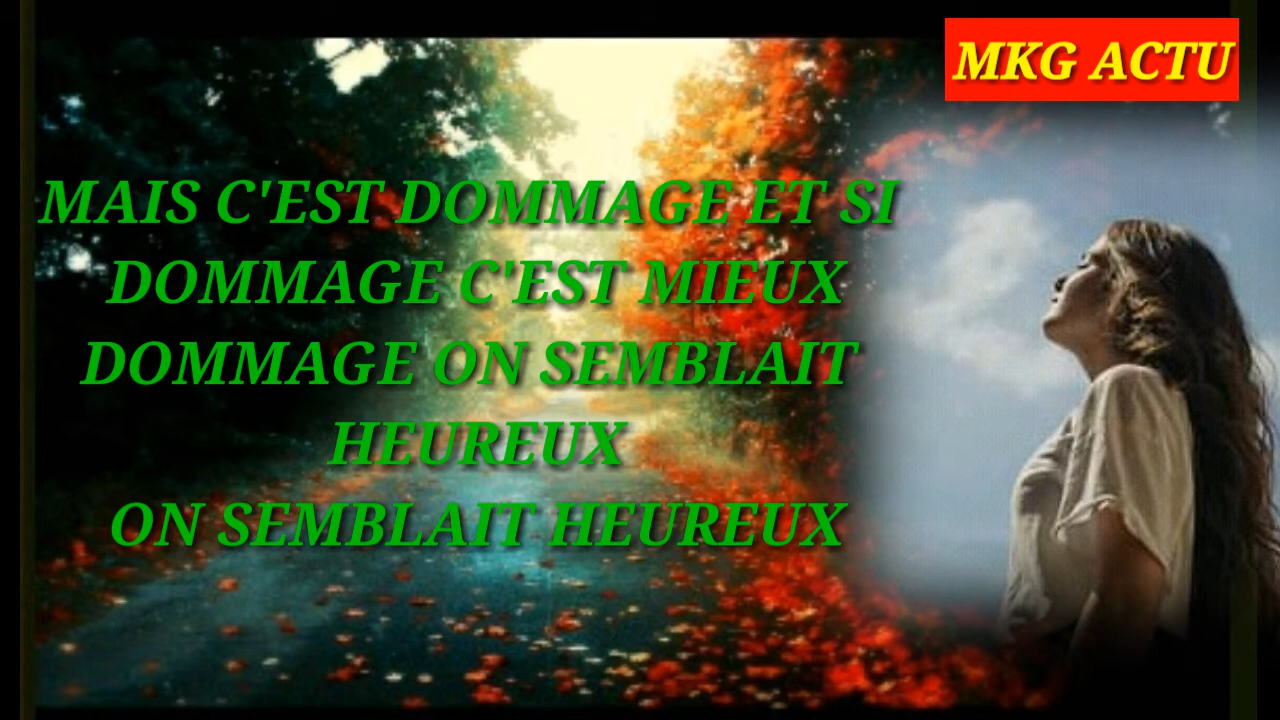 MKG ACTU
MAIS C'EST DOMMAGE ET SI
DOMMAGE C'EST MIEUX
DOMMAGE ON SEMBLAIT
HEUREUX
ON SEMBLAIT HEUREUX